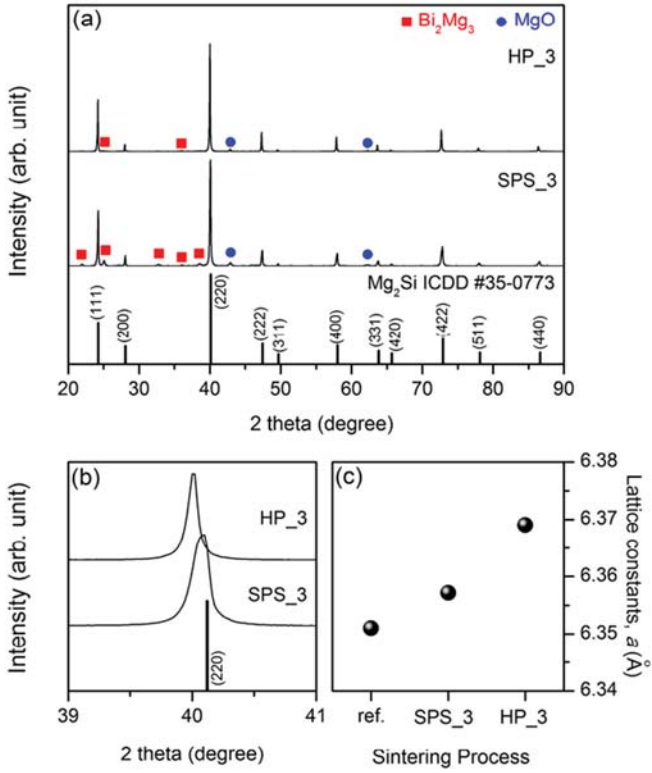 (a)
Bi₂Mg₃
MgO
HP_3
SPS_3
Mg₂Si ICDD #35-0773
(111)
(200)
(220)
(222)
(311)
(400)
(331)
(420)
(422)
(511)
(440)
20 30 40 50 60 70 80 90
2 theta (degree)
Intensity (arb. unit)
(b)
HP_3
SPS_3
(220)
39 40 41
2 theta (degree)
Intensity (arb. unit)
(c)
6.38
6.37
6.36
6.35
6.34
Lattice constants, a (Å)
ref. SPS_3 HP_3
Sintering Process